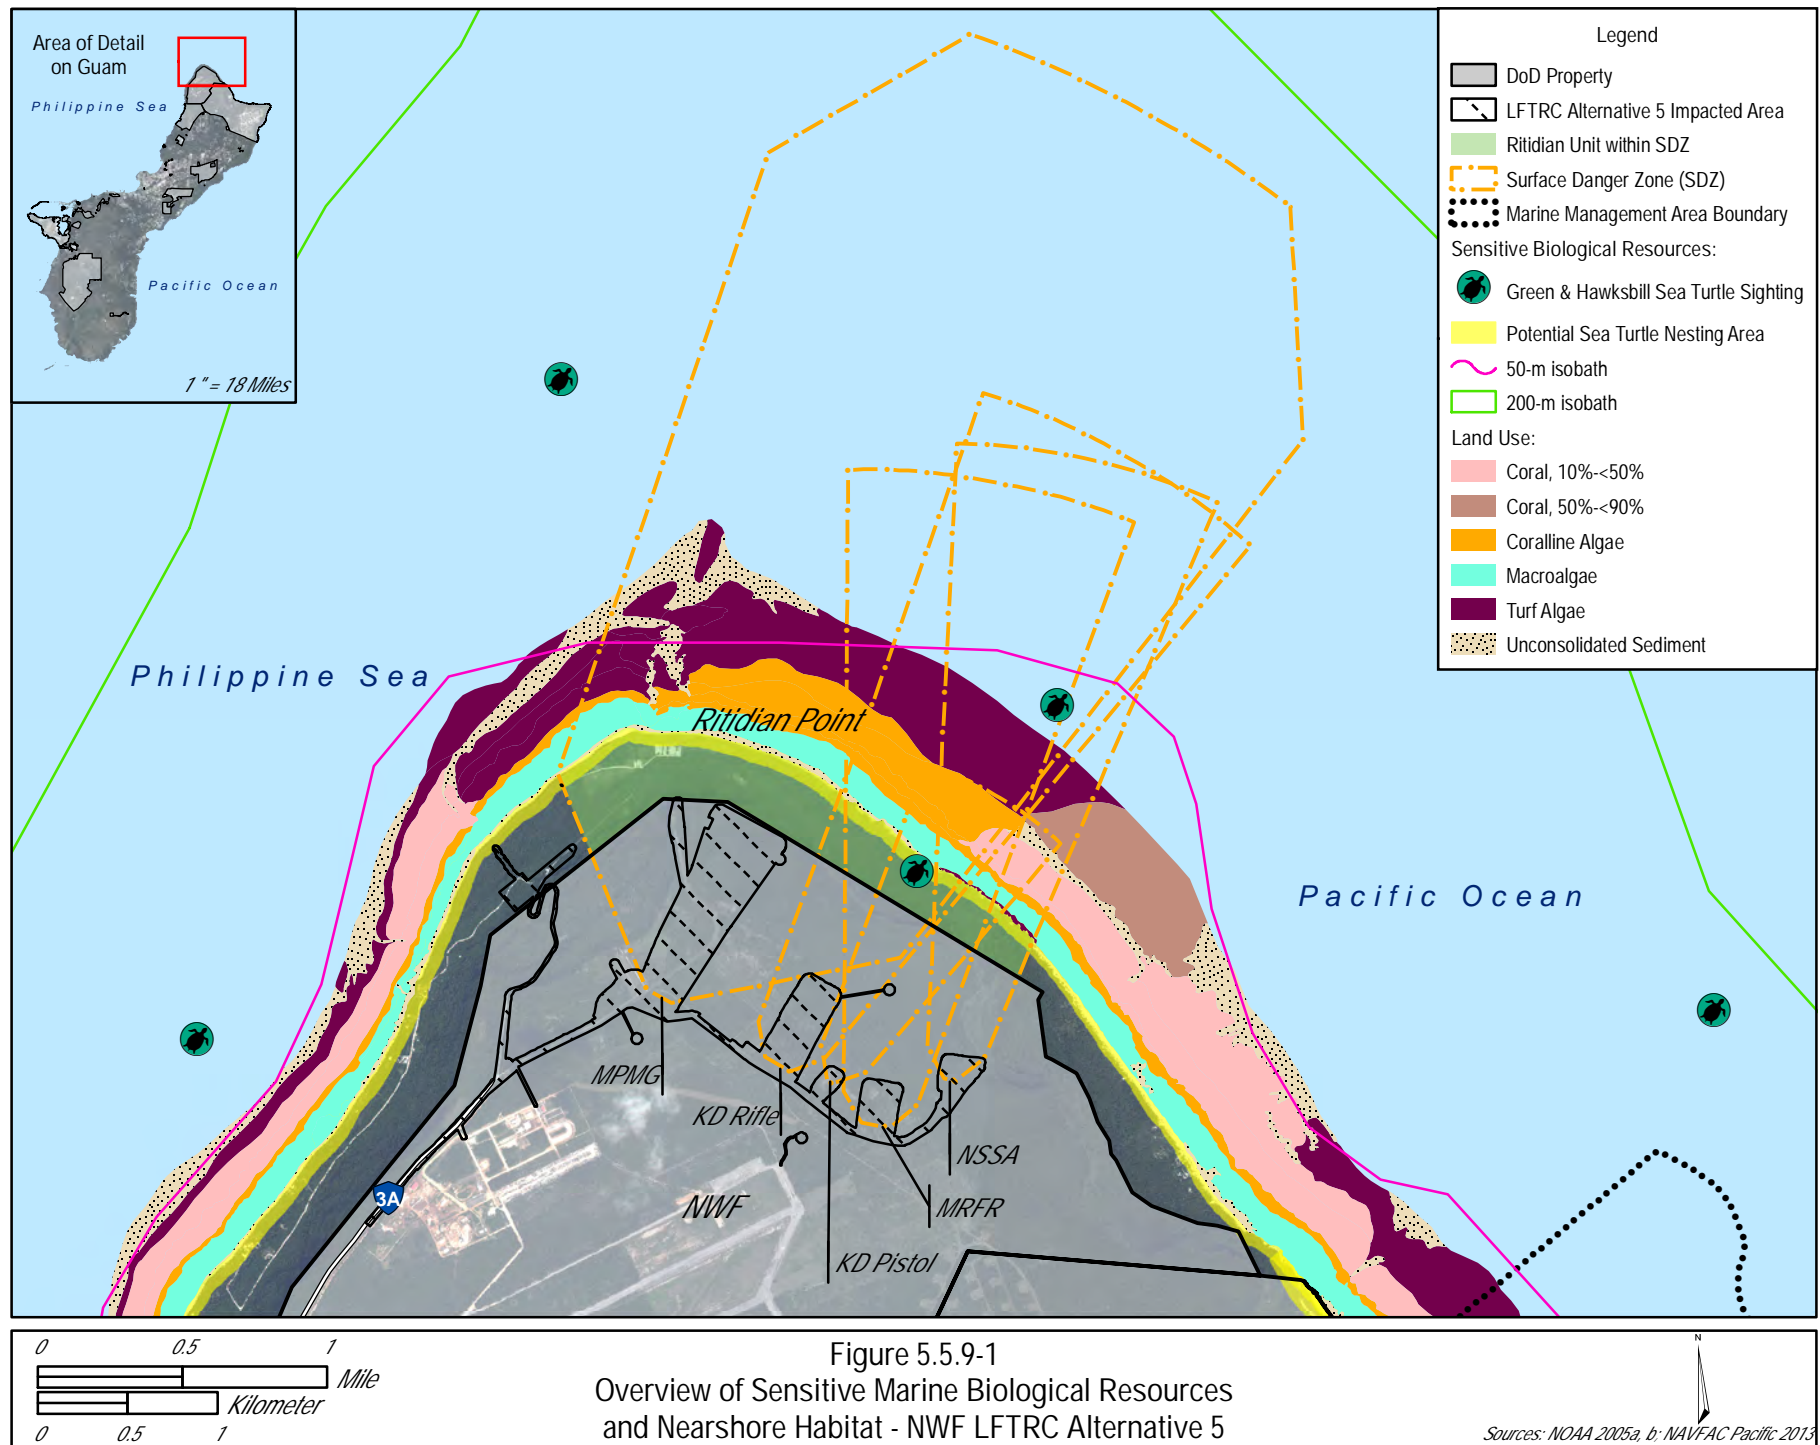 Area of Detail
on Guam
Philippine Sea
Pacific Ocean
1 " = 18 Miles
Legend
DoD Property
LFTRC Alternative 5 Impacted Area
Ritidian Unit within SDZ
Surface Danger Zone (SDZ)
Marine Management Area Boundary
Sensitive Biological Resources:
Green & Hawksbill Sea Turtle Sighting
Potential Sea Turtle Nesting Area
50-m isobath
200-m isobath
Land Use:
Coral, 10%-<50%
Coral, 50%-<90%
Coralline Algae
Macroalgae
Turf Algae
Unconsolidated Sediment
Philippine Sea
Ritidian Point
Pacific Ocean
MPMG
KD Rifle
NSSA
3A
NWF
MRFR
KD Pistol
0 0.5 1
Mile
Kilometer
0 0.5 1
Figure 5.5.9-1
Overview of Sensitive Marine Biological Resources
and Nearshore Habitat - NWF LFTRC Alternative 5
N
Sources: NOAA 2005a, b; NAVFAC Pacific 2013